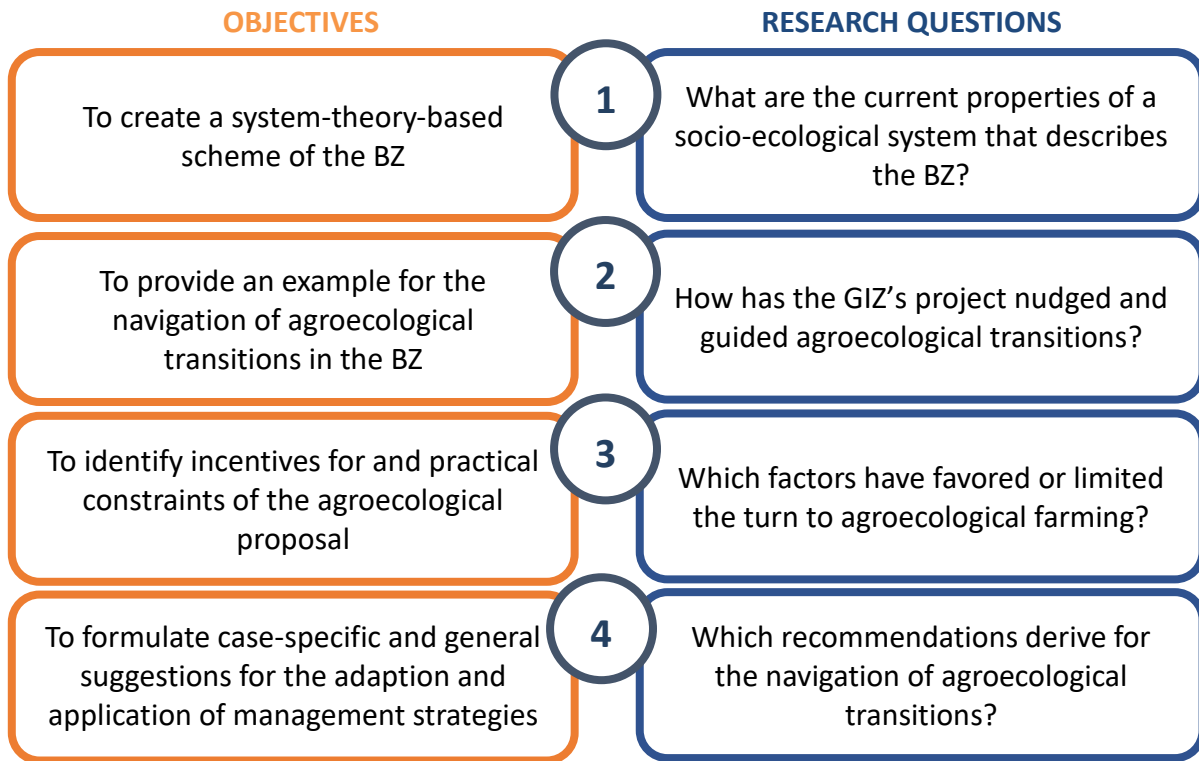 OBJECTIVES
RESEARCH QUESTIONS
To create a system-theory-based
scheme of the BZ
1
What are the current properties of a
socio-ecological system that describes
the BZ?
To provide an example for the
navigation of agroecological
transitions in the BZ
2
How has the GIZ’s project nudged and
guided agroecological transitions?
To identify incentives for and practical
constraints of the agroecological
proposal
3
Which factors have favored or limited
the turn to agroecological farming?
To formulate case-specific and general
suggestions for the adaption and
application of management strategies
4
Which recommendations derive for
the navigation of agroecological
transitions?